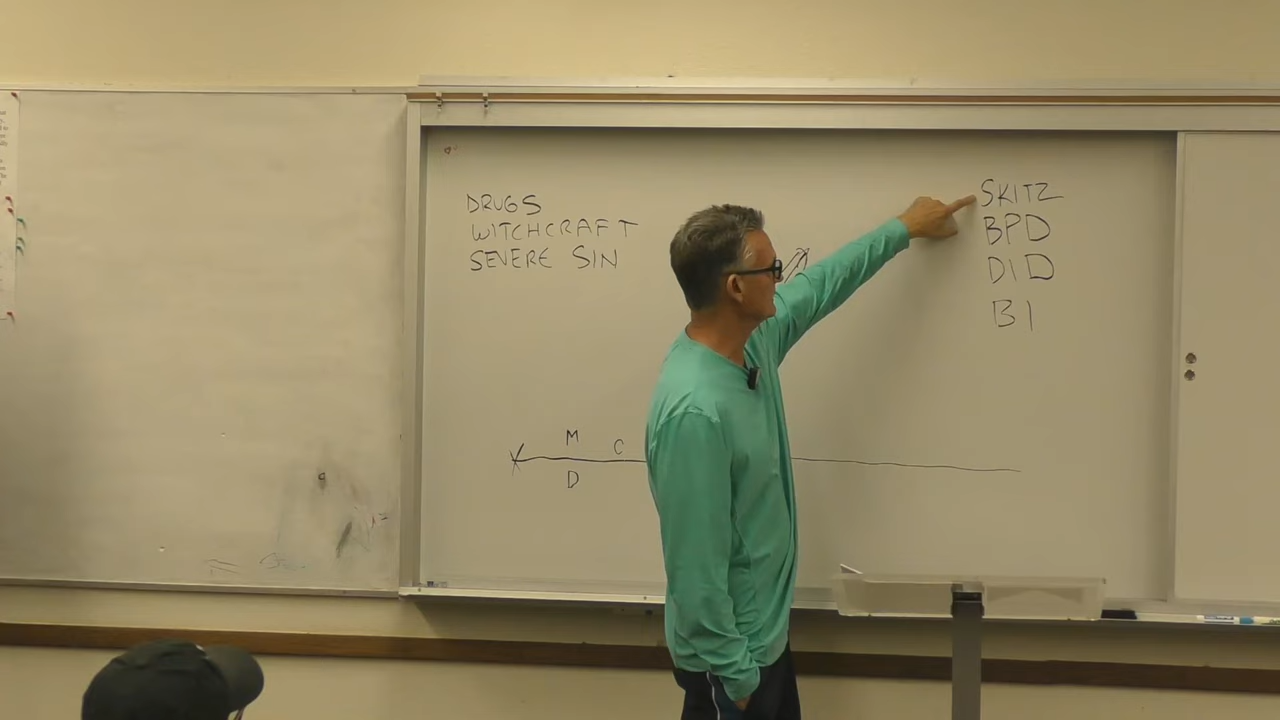 DRUGS
WITCHCRAFT
SEVERE SIN
SKITZ
BPD
DID
BI
M
C
D